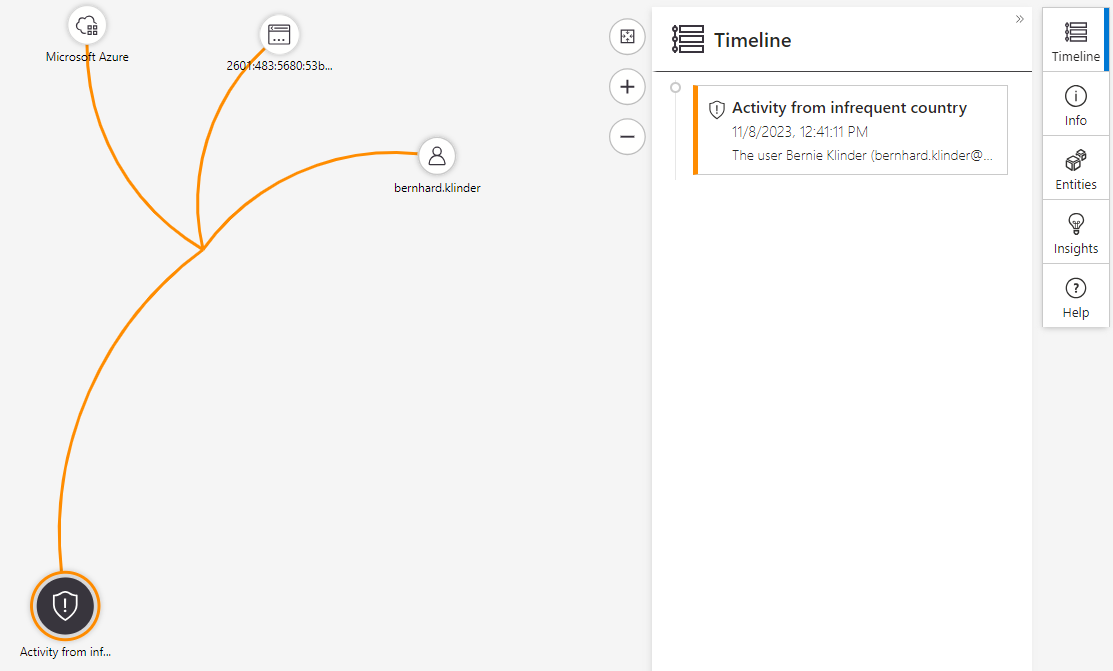 Microsoft Azure
2601:483:5680:53b...
bernhard.klinder
Activity from inf...
Timeline
Activity from infrequent country
11/8/2023, 12:41:11 PM
The user Bernie Klinder (bernhard.klinder@...
Timeline
Info
Entities
Insights
Help